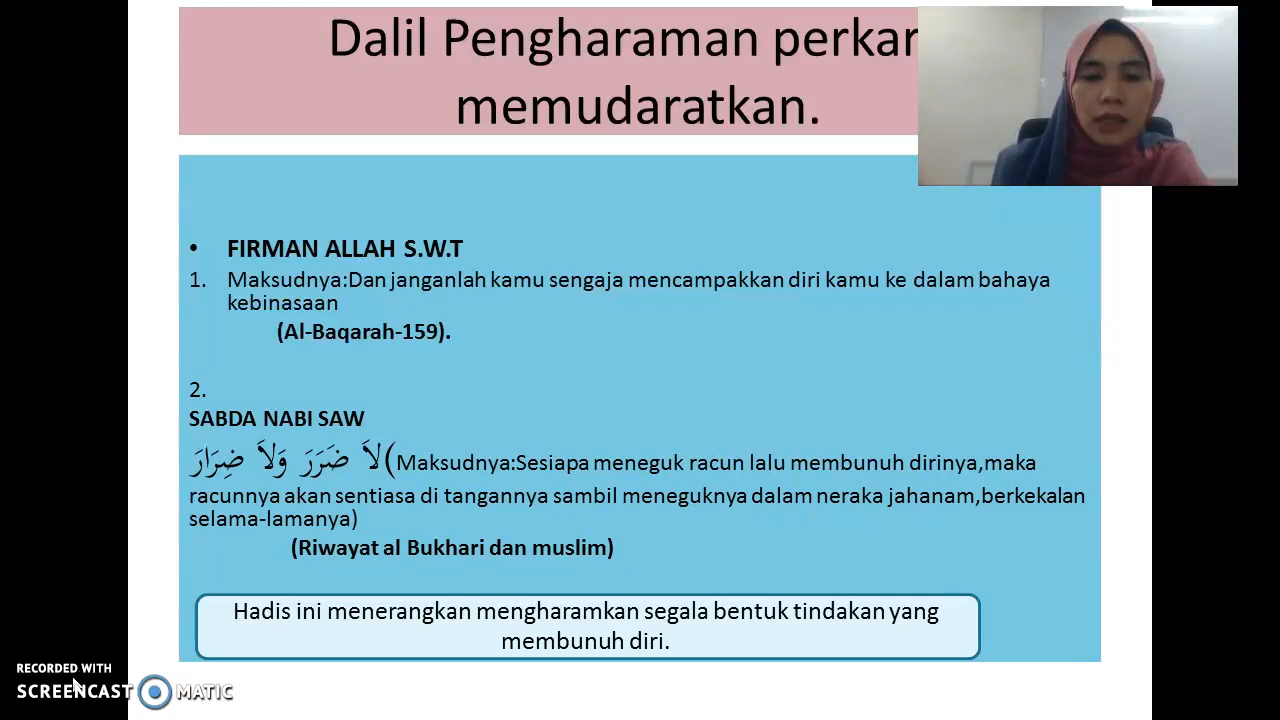 Dalil Pengharaman perkar
memudaratkan.
• FIRMAN ALLAH S.W.T
1. Maksudnya:Dan janganlah kamu sengaja mencampakkan diri kamu ke dalam bahaya
kebinasaan
(Al-Baqarah-159).
2.
SABDA NABI SAW
لاَ ضَرَرَ وَلاَ ضِرَارَ (Maksudnya:Sesiapa meneguk racun lalu membunuh dirinya,maka
racunnya akan sentiasa di tangannya sambil meneguknya dalam neraka jahanam,berkekalan
selama-lamanya)
(Riwayat al Bukhari dan muslim)
Hadis ini menerangkan mengharamkan segala bentuk tindakan yang
membunuh diri.
RECORDED WITH
SCREENCAST MATIC